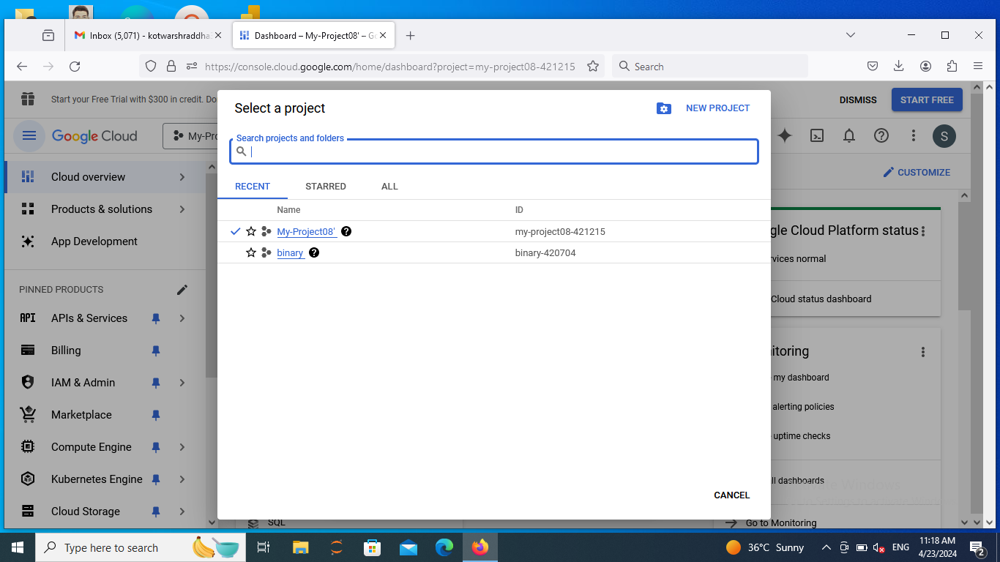 Inbox (5,071) - kotwarshraddha
Dashboard – My-Project08' – Go
https://console.cloud.google.com/home/dashboard?project=my-project08-421215
Search
Start your Free Trial with $300 in credit. Do
DISMISS
START FREE
Google Cloud
My-Pro
S
CUSTOMIZE
Cloud overview
Products & solutions
App Development
PINNED PRODUCTS
API APIs & Services
Billing
IAM & Admin
Marketplace
Compute Engine
Kubernetes Engine
Cloud Storage
Select a project
NEW PROJECT
Search projects and folders
RECENT STARRED ALL
Name ID
My-Project08' my-project08-421215
binary binary-420704
CANCEL
gle Cloud Platform status
vices normal
Cloud status dashboard
itoring
my dashboard
alerting policies
uptime checks
ll dashboards
Go to Monitoring
SQL
Type here to search
36°C Sunny
ENG
11:18 AM
4/23/2024
2